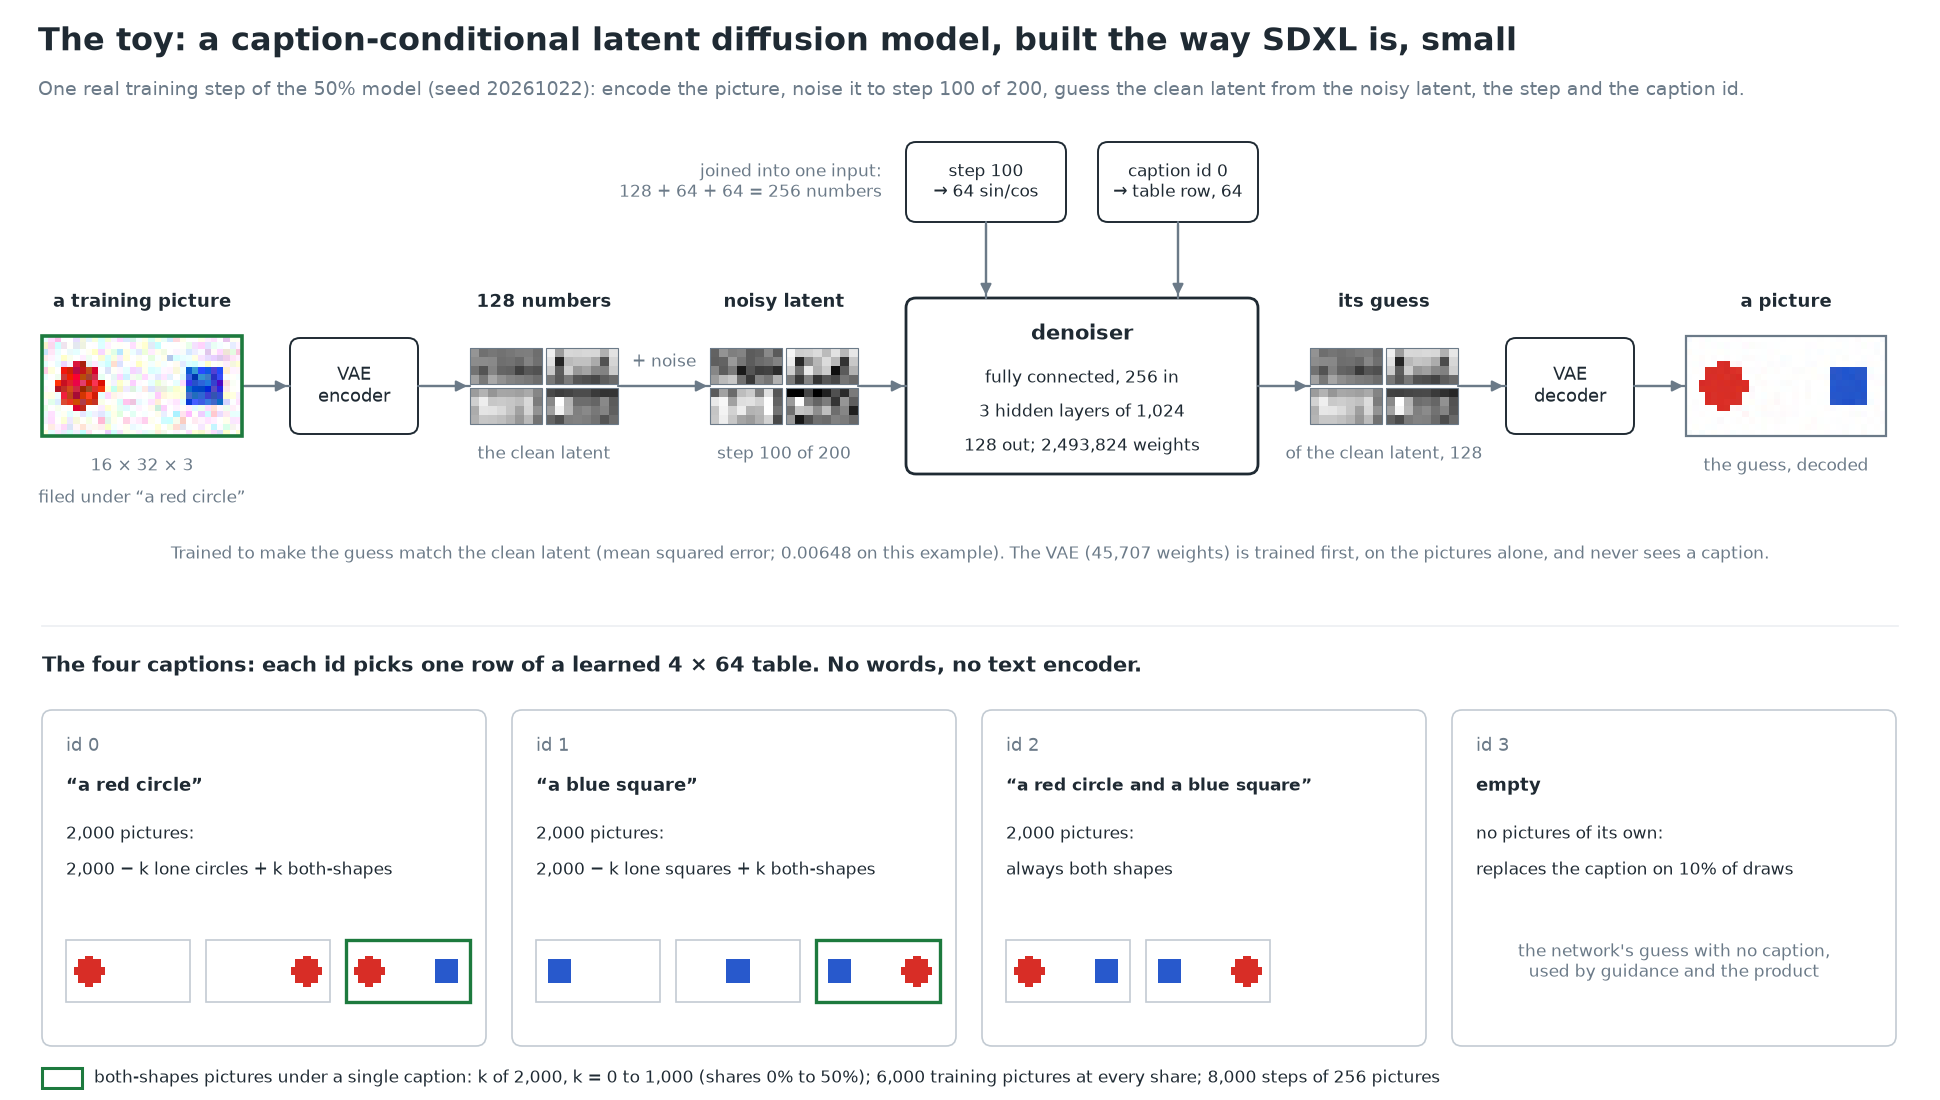 The toy: a caption-conditional latent diffusion model, built the way SDXL is, small
One real training step of the 50% model (seed 20261022): encode the picture, noise it to step 100 of 200, guess the clean latent from the noisy latent, the step and the caption id.
joined into one input:
128 + 64 + 64 = 256 numbers
step 100
→ 64 sin/cos
caption id 0
→ table row, 64
a training picture
16 × 32 × 3
filed under “a red circle”
VAE
encoder
128 numbers
the clean latent
+ noise
noisy latent
step 100 of 200
denoiser
fully connected, 256 in
3 hidden layers of 1,024
128 out; 2,493,824 weights
its guess
of the clean latent, 128
VAE
decoder
a picture
the guess, decoded
Trained to make the guess match the clean latent (mean squared error; 0.00648 on this example). The VAE (45,707 weights) is trained first, on the pictures alone, and never sees a caption.
The four captions: each id picks one row of a learned 4 × 64 table. No words, no text encoder.
id 0
“a red circle”
2,000 pictures:
2,000 − k lone circles + k both-shapes
id 1
“a blue square”
2,000 pictures:
2,000 − k lone squares + k both-shapes
id 2
“a red circle and a blue square”
2,000 pictures:
always both shapes
id 3
empty
no pictures of its own:
replaces the caption on 10% of draws
the network's guess with no caption,
used by guidance and the product
both-shapes pictures under a single caption: k of 2,000, k = 0 to 1,000 (shares 0% to 50%); 6,000 training pictures at every share; 8,000 steps of 256 pictures